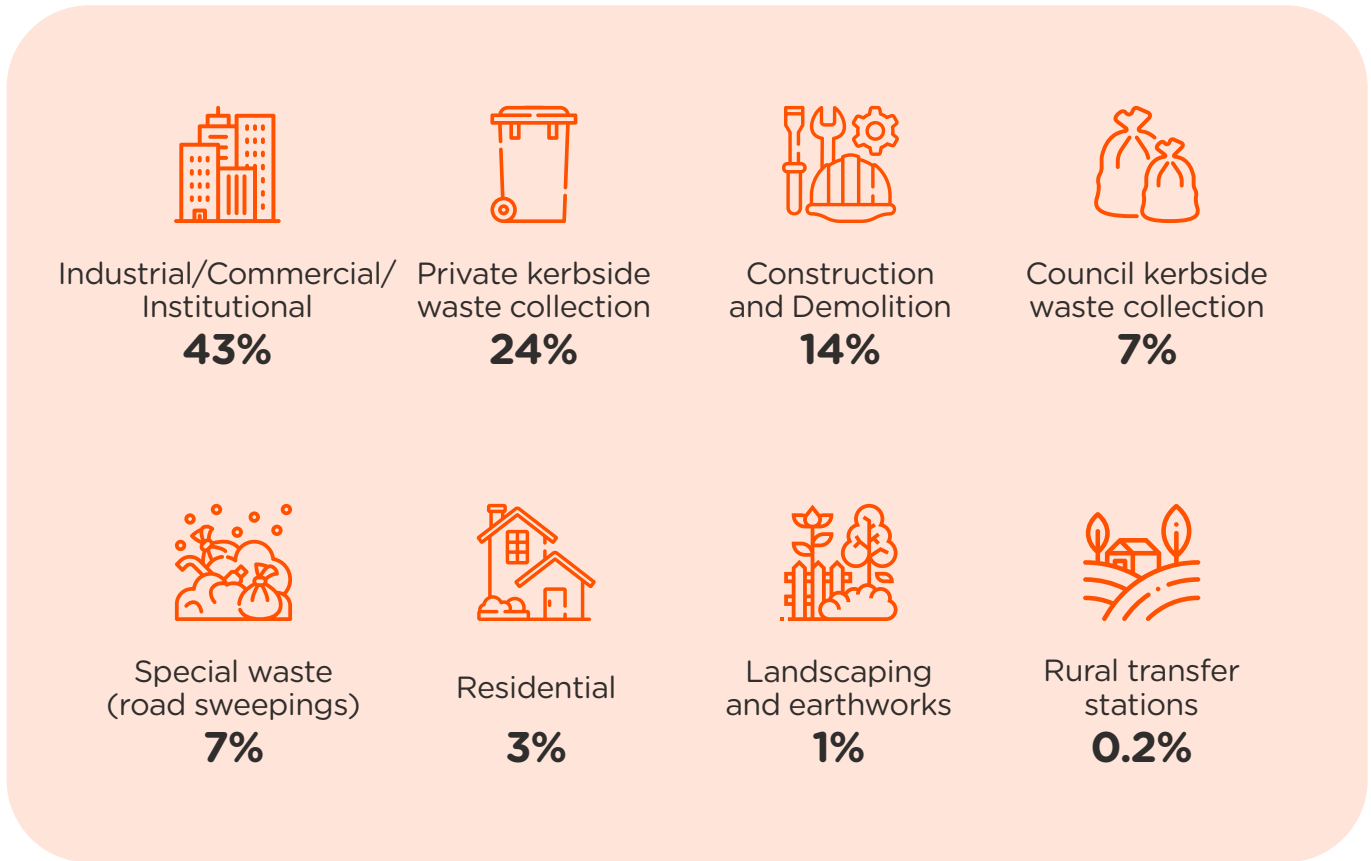 Industrial/Commercial/
Institutional
43%
Private kerbside
waste collection
24%
Construction
and Demolition
14%
Council kerbside
waste collection
7%
Special waste
(road sweepings)
7%
Residential
3%
Landscaping
and earthworks
1%
Rural transfer
stations
0.2%